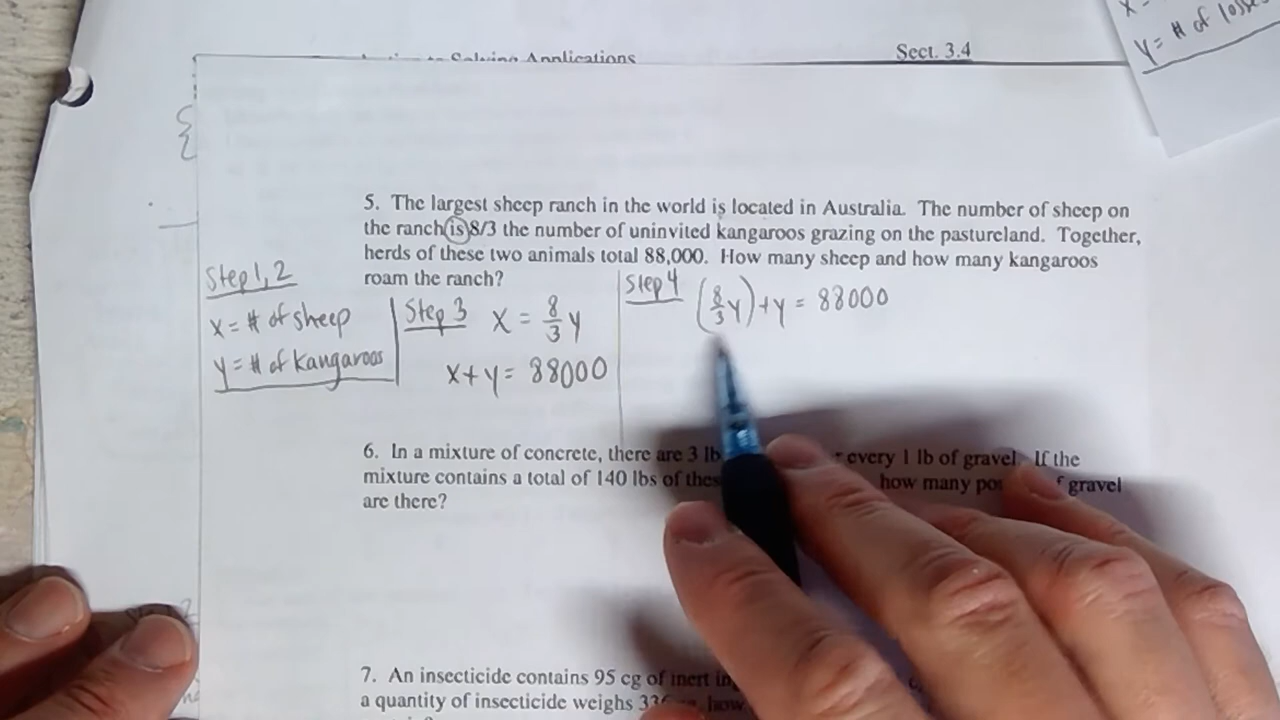 Solving Applications
Sect. 3.4
Y = # of
5. The largest sheep ranch in the world is located in Australia. The number of sheep on
the ranch is 8/3 the number of uninvited kangaroos grazing on the pastureland. Together,
herds of these two animals total 88,000. How many sheep and how many kangaroos
roam the ranch?
Step 1, 2
x = # of sheep
y = # of kangaroos
Step 3 x = 8/3 y
x + y = 88000
Step 4 (8/3 y) + y = 88000
6. In a mixture of concrete, there are 3 lb every 1 lb of gravel. If the
mixture contains a total of 140 lbs of how many gravel
are there?
7. An insecticide contains 95 cg of inert
a quantity of insecticide weighs how